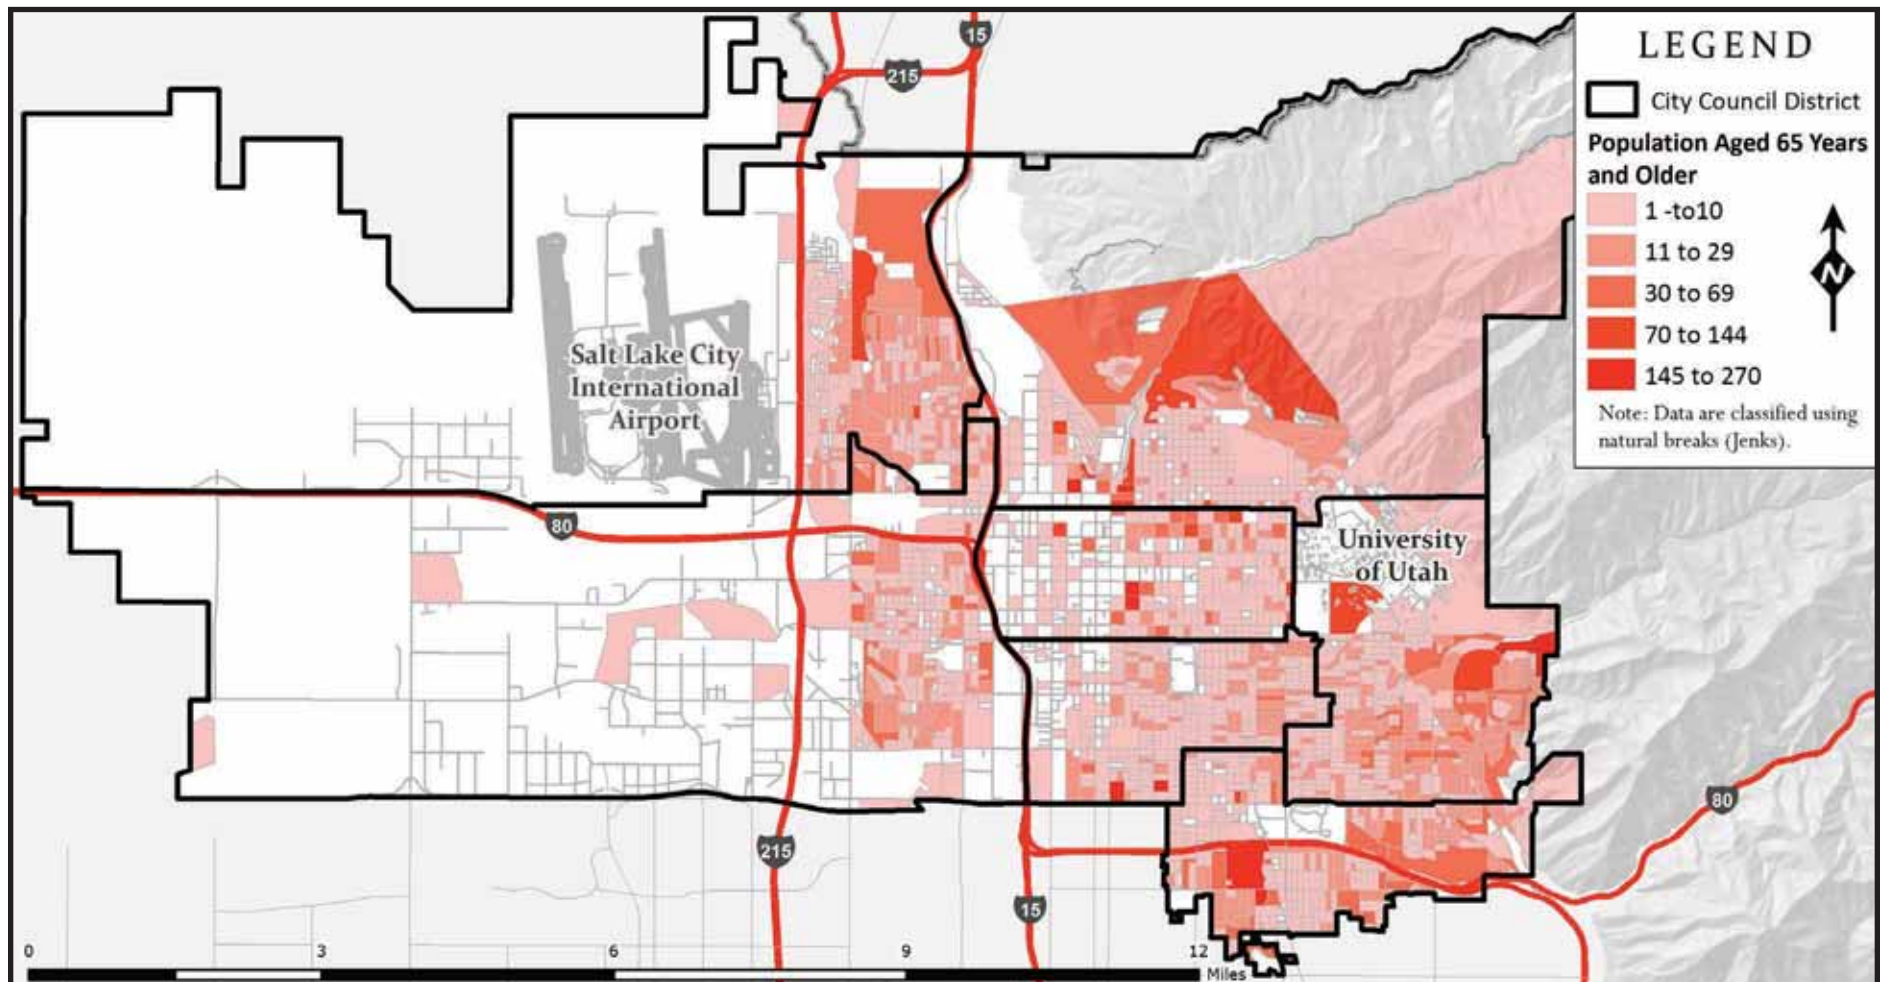 LEGEND
City Council District
Population Aged 65 Years
and Older
1 -to10
11 to 29
30 to 69
70 to 144
145 to 270
Note: Data are classified using
natural breaks (Jenks).
N
15
215
Salt Lake City
International
Airport
80
University
of Utah
80
215
15
0 3 6 9 12
Miles